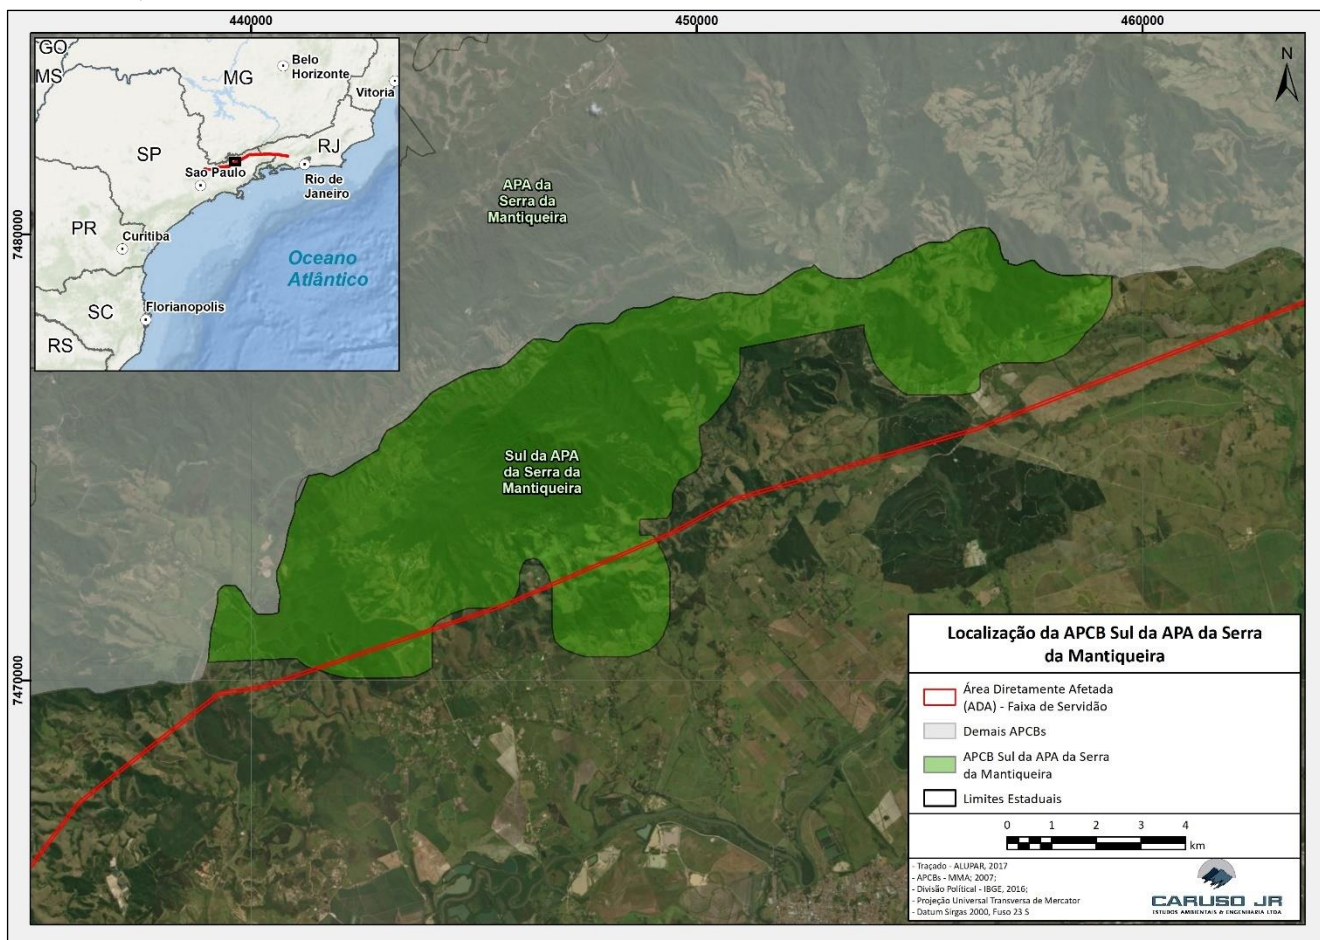 440000
450000
460000
7480000
7470000
GO
MS
MG
Belo
Horizonte
Vitoria
SP
RJ
Sao Paulo
Rio de
Janeiro
PR
Curitiba
Oceano
Atlântico
SC
Florianopolis
RS
N
APA da
Serra da
Mantiqueira
Sul da APA
da Serra da
Mantiqueira
Localização da APCB Sul da APA da Serra
da Mantiqueira
Área Diretamente Afetada
(ADA) - Faixa de Servidão
Demais APCBs
APCB Sul da APA da Serra
da Mantiqueira
Limites Estaduais
0 1 2 3 4
km
- Traçado - ALUPAR, 2017
- APCBs - MMA; 2007;
- Divisão Polítical - IBGE, 2016;
- Projeção Universal Transversa de Mercator
- Datum Sirgas 2000, Fuso 23 S
CARUSO JR
ESTUDOS AMBIENTAIS & ENGENHARIA LTDA